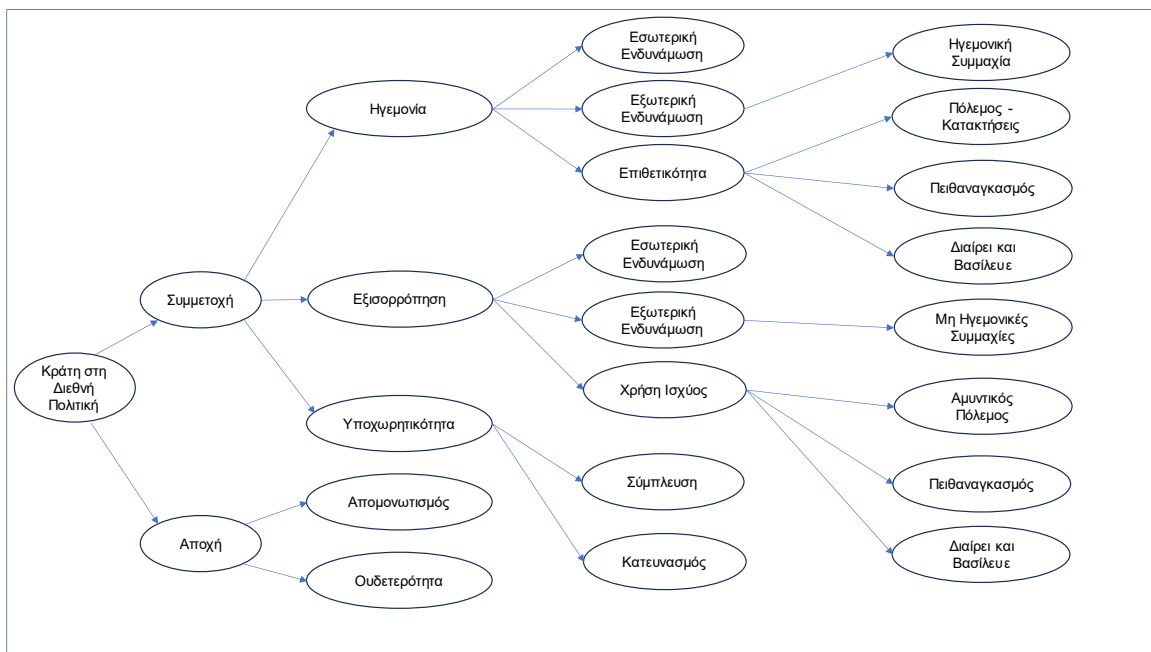 Κράτη στη
Διεθνή
Πολιτική
Συμμετοχή
Αποχή
Ηγεμονία
Εξισορρόπηση
Υποχωρητικότητα
Απομονωτισμός
Ουδετερότητα
Εσωτερική
Ενδυνάμωση
Εξωτερική
Ενδυνάμωση
Επιθετικότητα
Εσωτερική
Ενδυνάμωση
Εξωτερική
Ενδυνάμωση
Χρήση Ισχύος
Σύμπλευση
Κατευνασμός
Ηγεμονική
Συμμαχία
Πόλεμος -
Κατακτήσεις
Πειθαναγκασμός
Διαίρει και
Βασίλευε
Μη Ηγεμονικές
Συμμαχίες
Αμυντικός
Πόλεμος
Πειθαναγκασμός
Διαίρει και
Βασίλευε